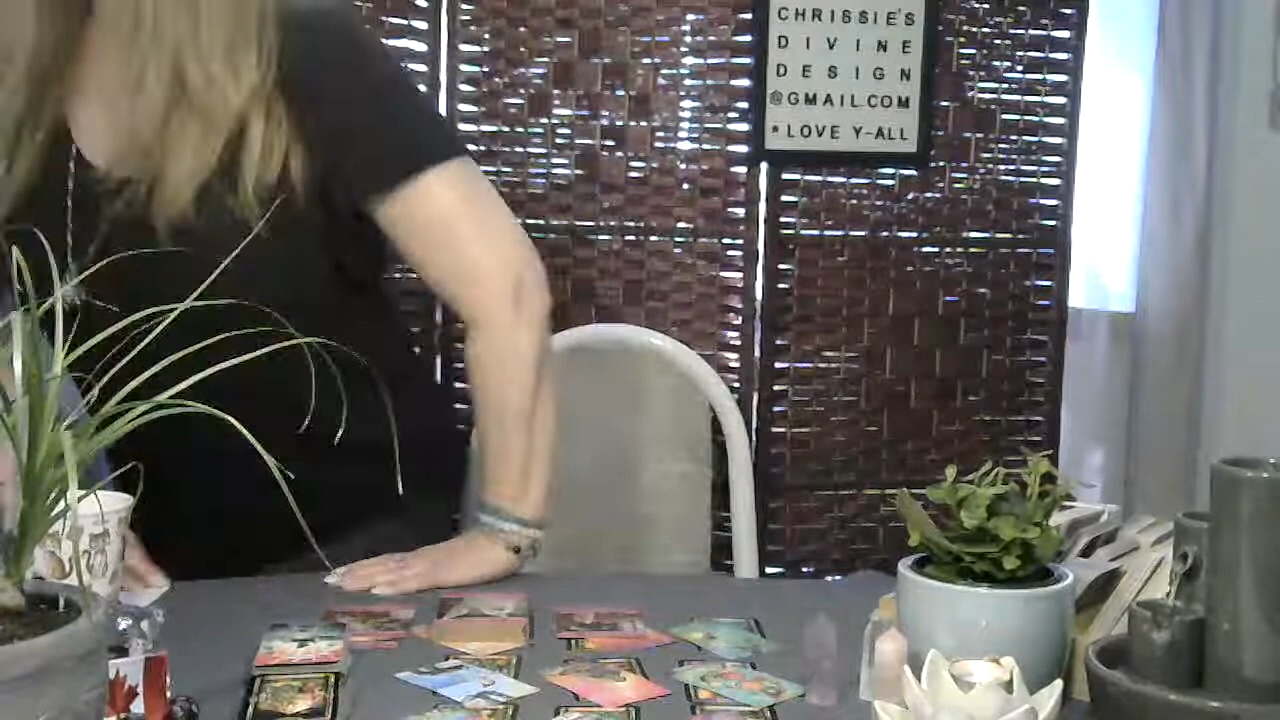 CHRISSIE'S
DIVINE
DESIGN
@GMAIL.COM
* LOVE Y-ALL